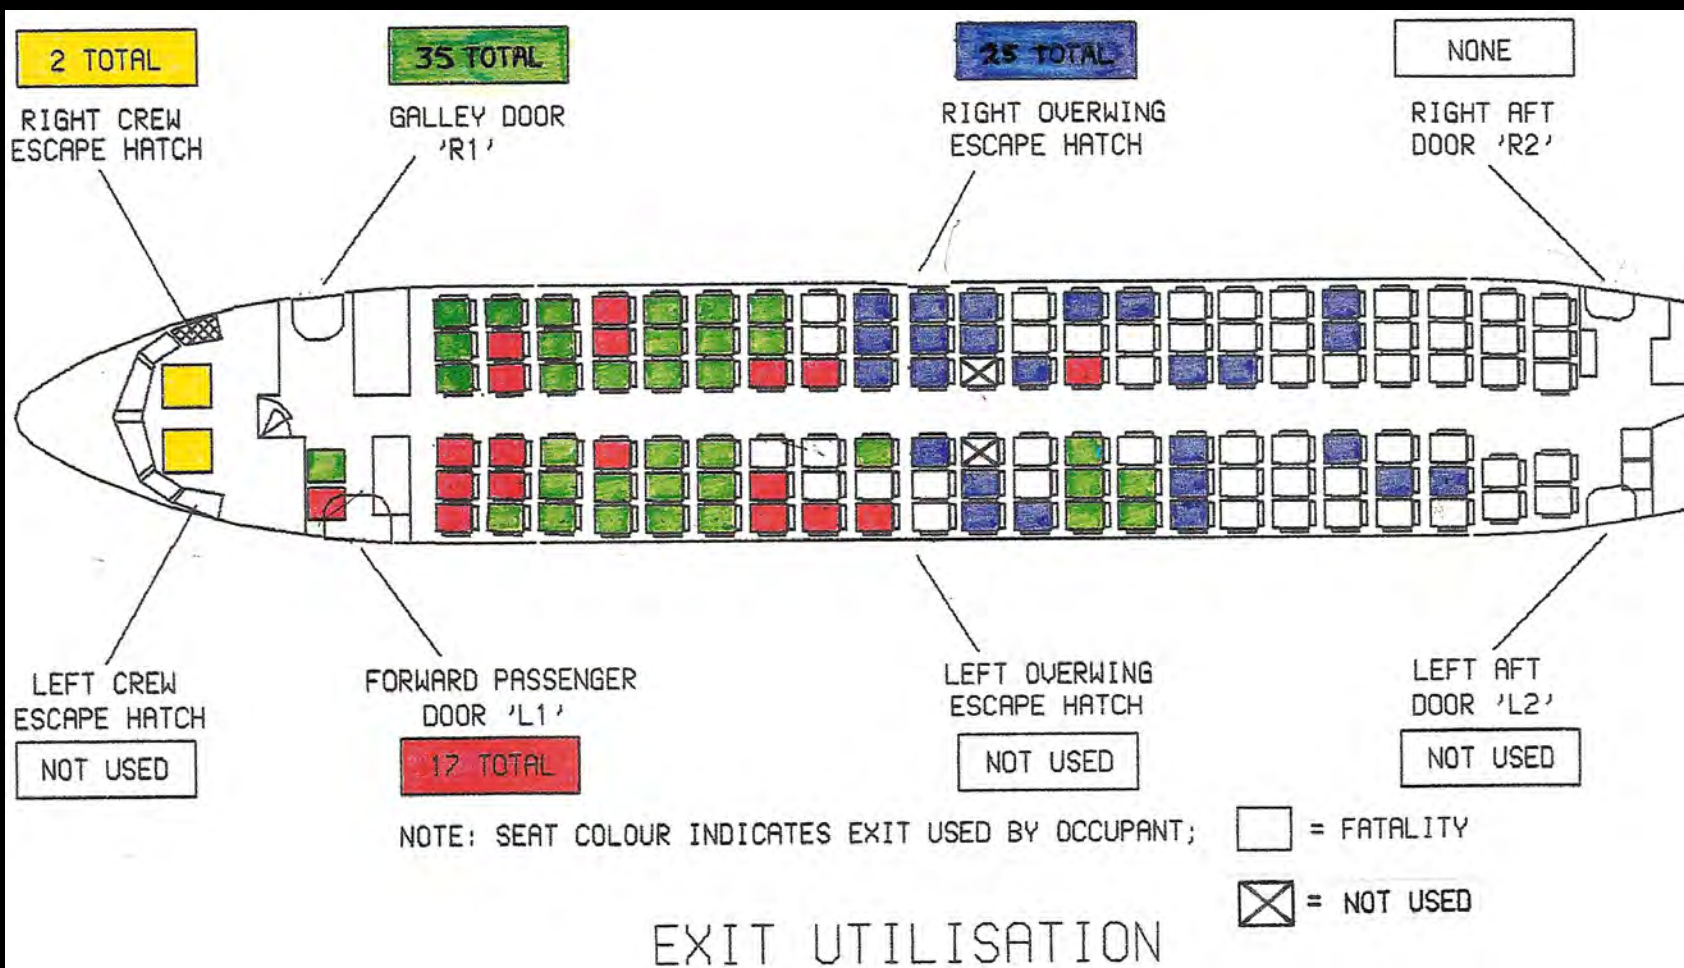 2 TOTAL
RIGHT CREW
ESCAPE HATCH
35 TOTAL
GALLEY DOOR
'R1'
25 TOTAL
RIGHT OVERWING
ESCAPE HATCH
NONE
RIGHT AFT
DOOR 'R2'
LEFT CREW
ESCAPE HATCH
NOT USED
FORWARD PASSENGER
DOOR 'L1'
17 TOTAL
LEFT OVERWING
ESCAPE HATCH
NOT USED
LEFT AFT
DOOR 'L2'
NOT USED
NOTE: SEAT COLOUR INDICATES EXIT USED BY OCCUPANT;
= FATALITY
= NOT USED
EXIT UTILISATION